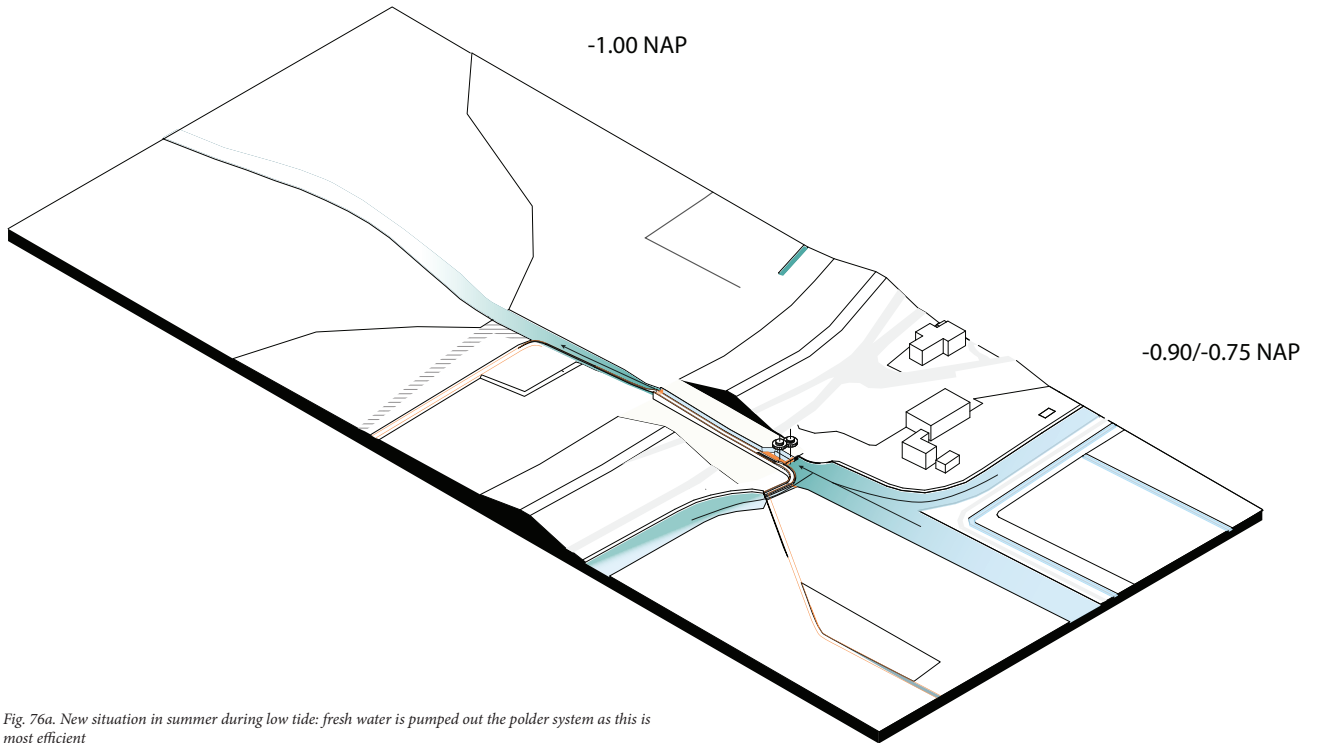 -1.00 NAP
-0.90/-0.75 NAP
Fig. 76a. New situation in summer during low tide: fresh water is pumped out the polder system as this is
most efficient